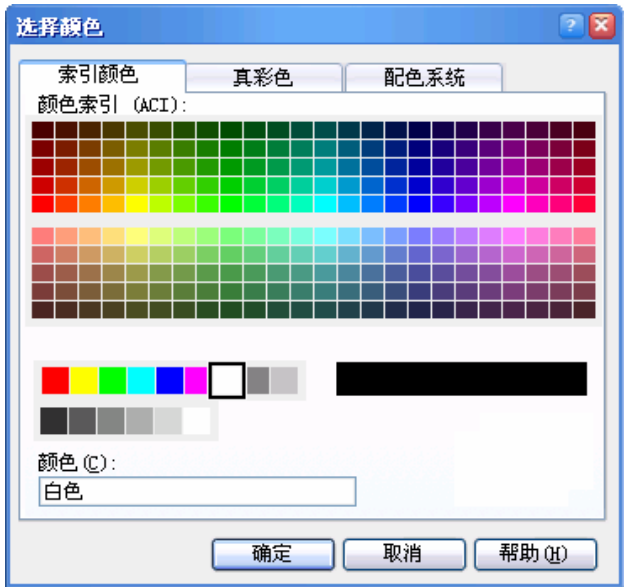 选择颜色
索引颜色 真彩色 配色系统
颜色索引 (ACI):
颜色(C):
白色
确定 取消 帮助(H)